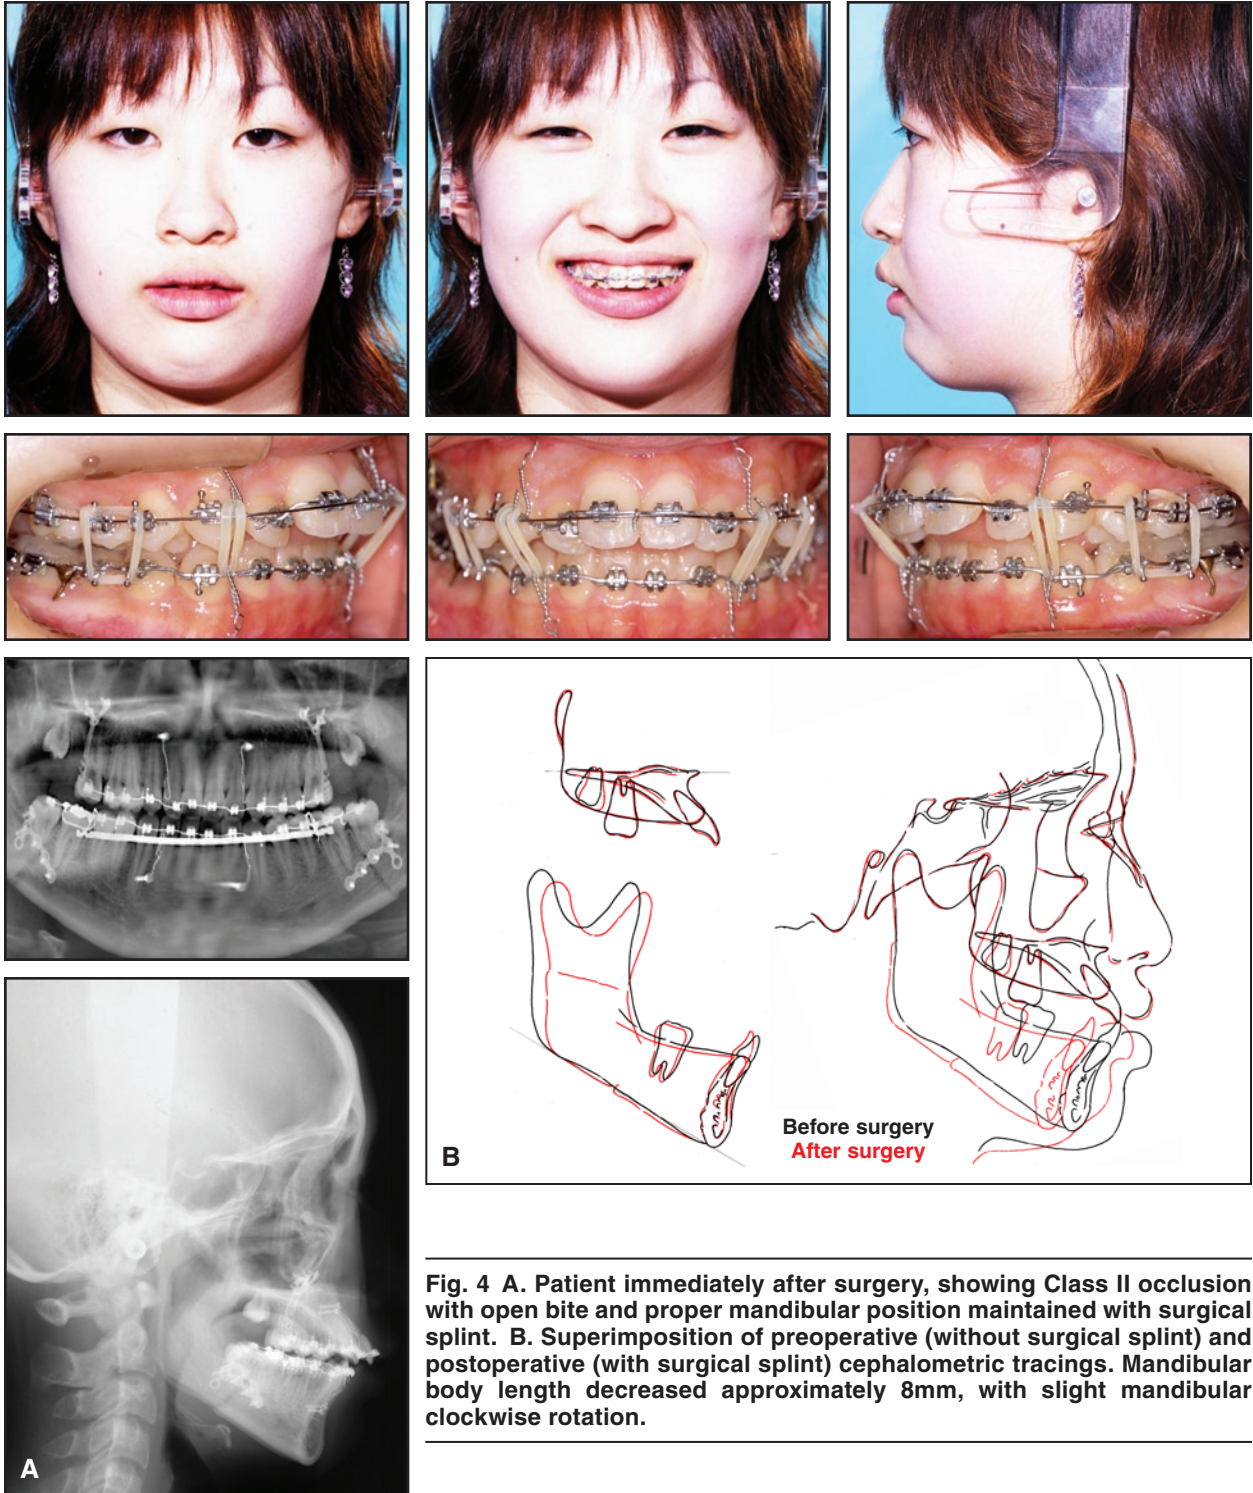 Before surgery
After surgery
B
A
Fig. 4 A. Patient immediately after surgery, showing Class II occlusion
with open bite and proper mandibular position maintained with surgical
splint. B. Superimposition of preoperative (without surgical splint) and
postoperative (with surgical splint) cephalometric tracings. Mandibular
body length decreased approximately 8mm, with slight mandibular
clockwise rotation.